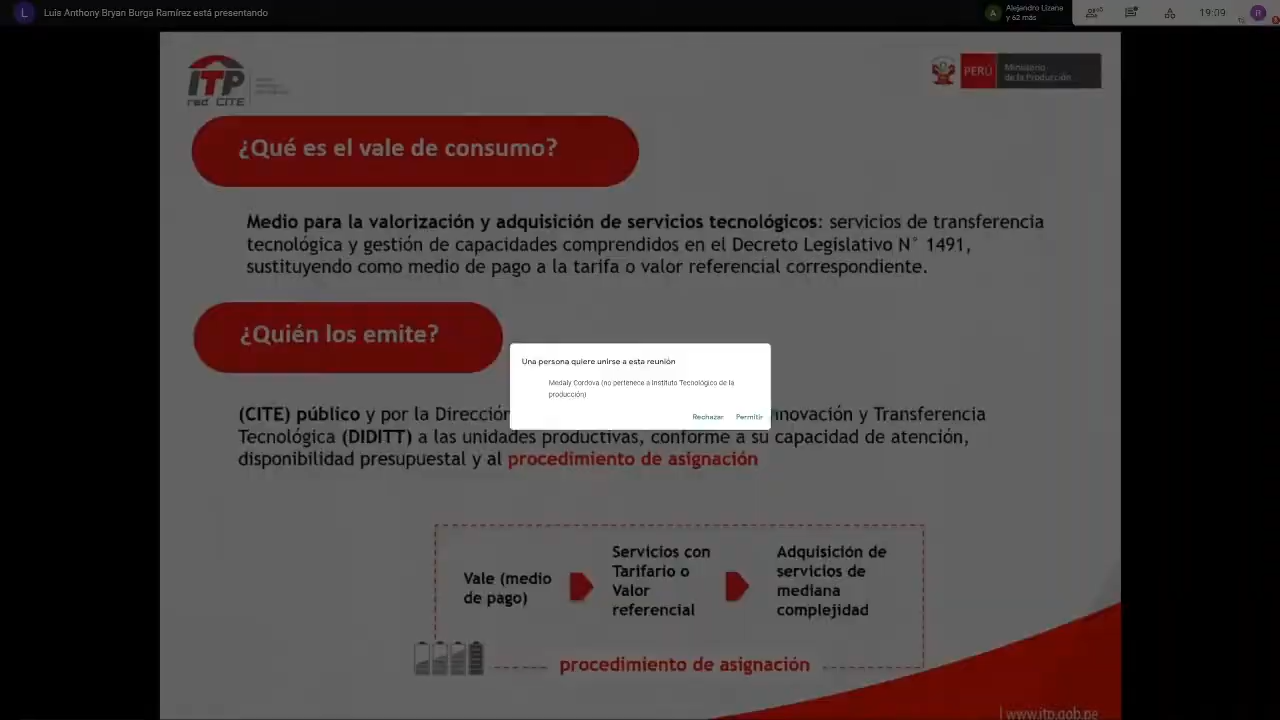 L Luis Anthony Bryan Burga Ramírez está presentando
A Alejandro Lizana
y 62 más
19:09
ITP
red CITE
PERÚ Ministerio
de la Producción
¿Qué es el vale de consumo?
Medio para la valorización y adquisición de servicios tecnológicos: servicios de transferencia
tecnológica y gestión de capacidades comprendidos en el Decreto Legislativo N° 1491,
sustituyendo como medio de pago a la tarifa o valor referencial correspondiente.
¿Quién los emite?
Una persona quiere unirse a esta reunión
Medaly Cordova (no pertenece a Instituto Tecnológico de la
producción)
Rechazar Permitir
(CITE) público y por la Dirección nnovación y Transferencia
Tecnológica (DIDITT) a las unidades productivas, conforme a su capacidad de atención,
disponibilidad presupuestal y al procedimiento de asignación
Vale (medio
de pago)
Servicios con
Tarifario o
Valor
referencial
Adquisición de
servicios de
mediana
complejidad
procedimiento de asignación
| www.itp.gob.pe